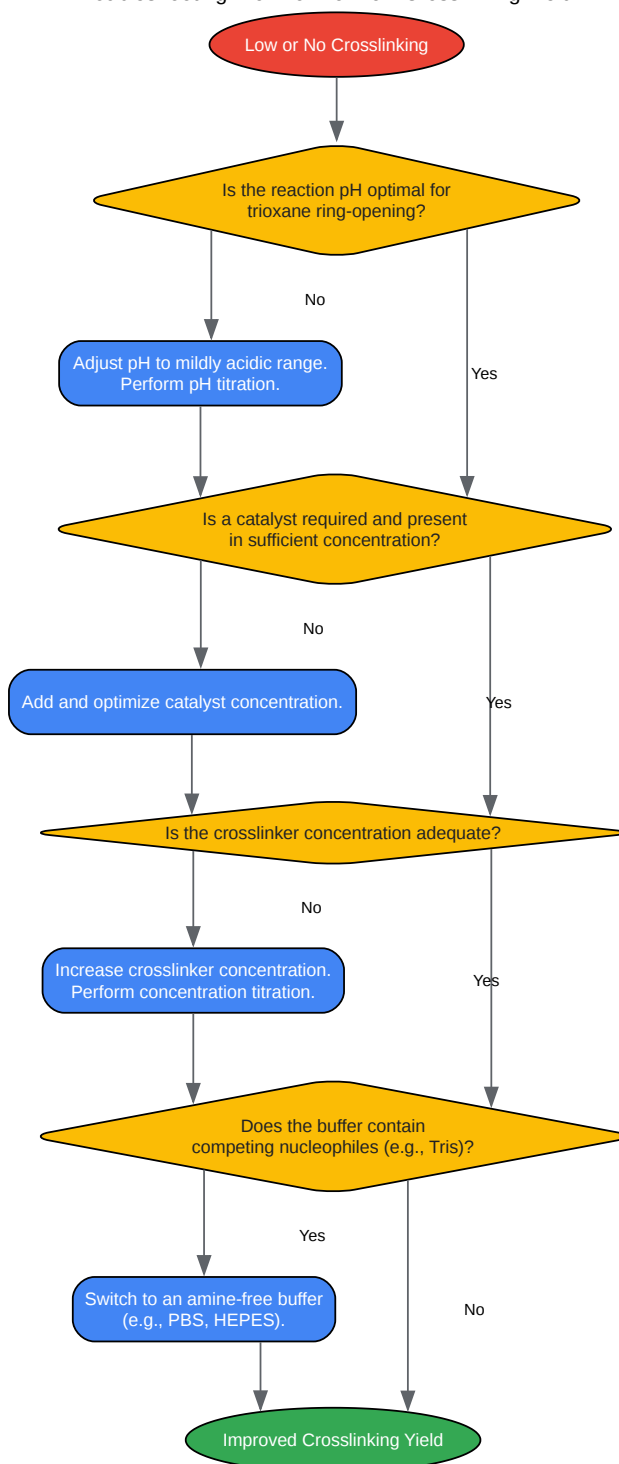 Low or No Crosslinking
Is the reaction pH optimal for
trioxane ring-opening?
No
Adjust pH to mildly acidic range.
Perform pH titration.
Yes
Is a catalyst required and present
in sufficient concentration?
No
Add and optimize catalyst concentration.
Yes
Is the crosslinker concentration adequate?
No
Increase crosslinker concentration.
Perform concentration titration.
Yes
Does the buffer contain
competing nucleophiles (e.g., Tris)?
Yes
Switch to an amine-free buffer
(e.g., PBS, HEPES).
No
Improved Crosslinking Yield